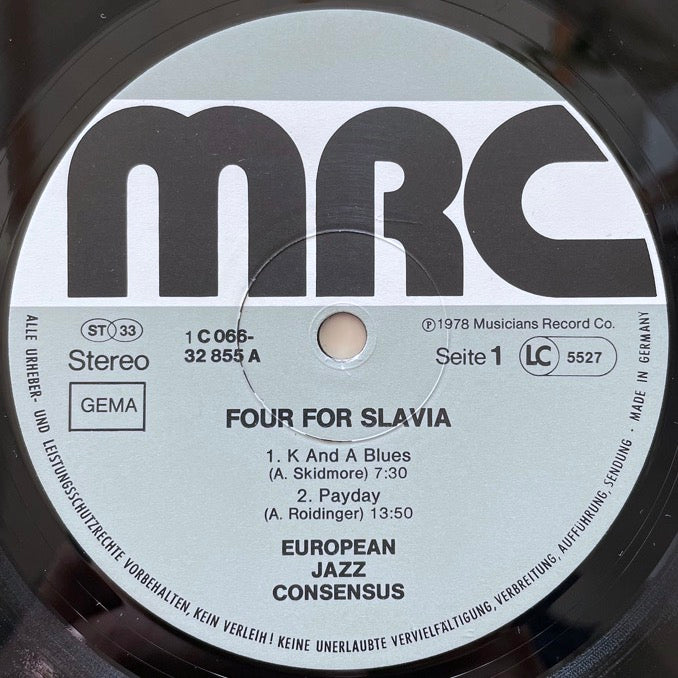 MRC
ST 33
Stereo
GEMA
1 C 066-
32 855 A
℗ 1978 Musicians Record Co.
Seite 1
LC 5527
FOUR FOR SLAVIA
1. K And A Blues
(A. Skidmore) 7:30
2. Payday
(A. Roidinger) 13:50
EUROPEAN
JAZZ
CONSENSUS
ALLE URHEBER- UND LEISTUNGSSCHUTZRECHTE VORBEHALTEN, KEIN VERLEIH! KEINE UNERLAUBTE VERVIELFÄLTIGUNG, VERBREITUNG, AUFFÜHRUNG, SENDUNG · MADE IN GERMANY